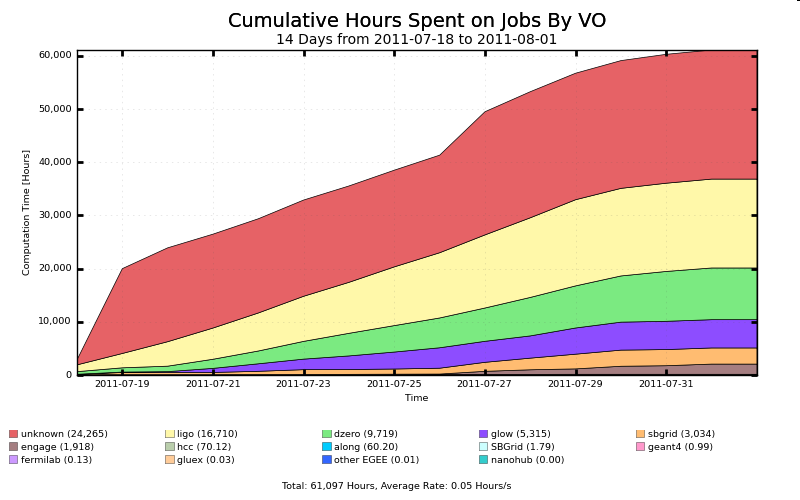 Cumulative Hours Spent on Jobs By VO
14 Days from 2011-07-18 to 2011-08-01
60,000
50,000
40,000
30,000
20,000
10,000
0
Computation Time [Hours]
2011-07-19 2011-07-21 2011-07-23 2011-07-25 2011-07-27 2011-07-29 2011-07-31
Time
unknown (24,265) ligo (16,710) dzero (9,719) glow (5,315) sbgrid (3,034)
engage (1,918) hcc (70.12) along (60.20) SBGrid (1.79) geant4 (0.99)
fermilab (0.13) gluex (0.03) other EGEE (0.01) nanohub (0.00)
Total: 61,097 Hours, Average Rate: 0.05 Hours/s